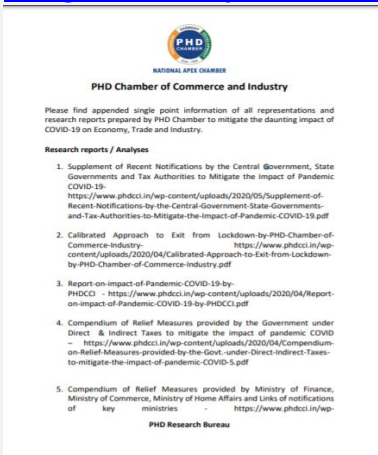 PHD
CHAMBER
NATIONAL APEX CHAMBER
PHD Chamber of Commerce and Industry
Please find appended single point information of all representations and
research reports prepared by PHD Chamber to mitigate the daunting impact of
COVID-19 on Economy, Trade and Industry.
Research reports / Analyses
1. Supplement of Recent Notifications by the Central Government, State
Governments and Tax Authorities to Mitigate the Impact of Pandemic
COVID-19-
https://www.phdcci.in/wp-content/uploads/2020/05/Supplement-of-
Recent-Notifications-by-the-Central-Government-State-Governments-
and-Tax-Authorities-to-Mitigate-the-Impact-of-Pandemic-COVID-19.pdf
2. Calibrated Approach to Exit from Lockdown-by-PHD-Chamber-of-
Commerce-Industry- https://www.phdcci.in/wp-
content/uploads/2020/04/Calibrated-Approach-to-Exit-from-Lockdown-
by-PHD-Chamber-of-Commerce-Industry.pdf
3. Report-on-impact-of-Pandemic-COVID-19-by-
PHDCCI - https://www.phdcci.in/wp-content/uploads/2020/04/Report-
on-impact-of-Pandemic-COVID-19-by-PHDCCI.pdf
4. Compendium of Relief Measures provided by the Government under
Direct & Indirect Taxes to mitigate the impact of pandemic COVID
– https://www.phdcci.in/wp-content/uploads/2020/04/Compendium-
on-Relief-Measures-provided-by-the-Govt.-under-Direct-Indirect-Taxes-
to-mitigate-the-impact-of-pandemic-COVID-5.pdf
5. Compendium of Relief Measures provided by Ministry of Finance,
Ministry of Commerce, Ministry of Home Affairs and Links of notifications
of key ministries - https://www.phdcci.in/wp-
PHD Research Bureau